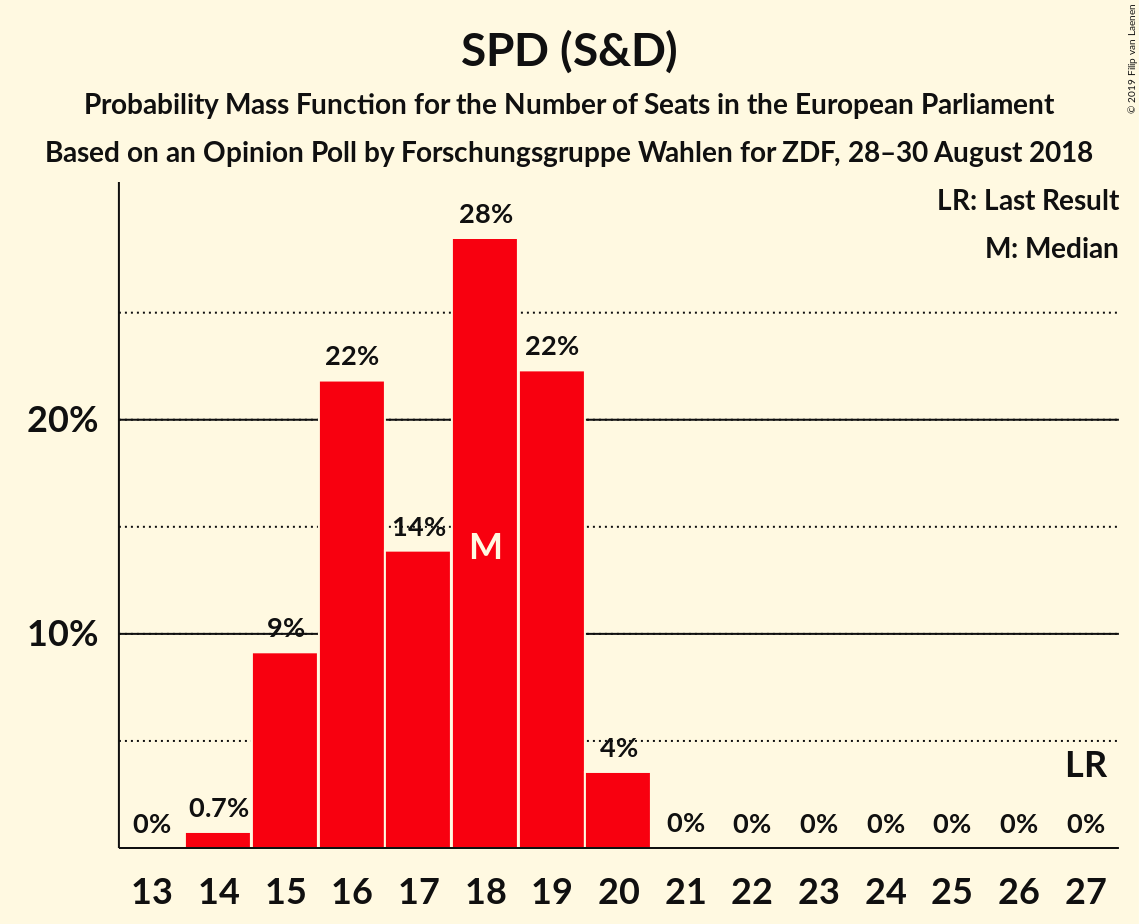 SPD (S&D)
Probability Mass Function for the Number of Seats in the European Parliament
Based on an Opinion Poll by Forschungsgruppe Wahlen for ZDF, 28–30 August 2018
© 2019 Filip van Laenen
LR: Last Result
M: Median
28%
22%
22%
20%
14%
M
10%
9%
4%
LR
0%
0.7%
0%
0%
0%
0%
0%
0%
0%
13 14 15 16 17 18 19 20 21 22 23 24 25 26 27